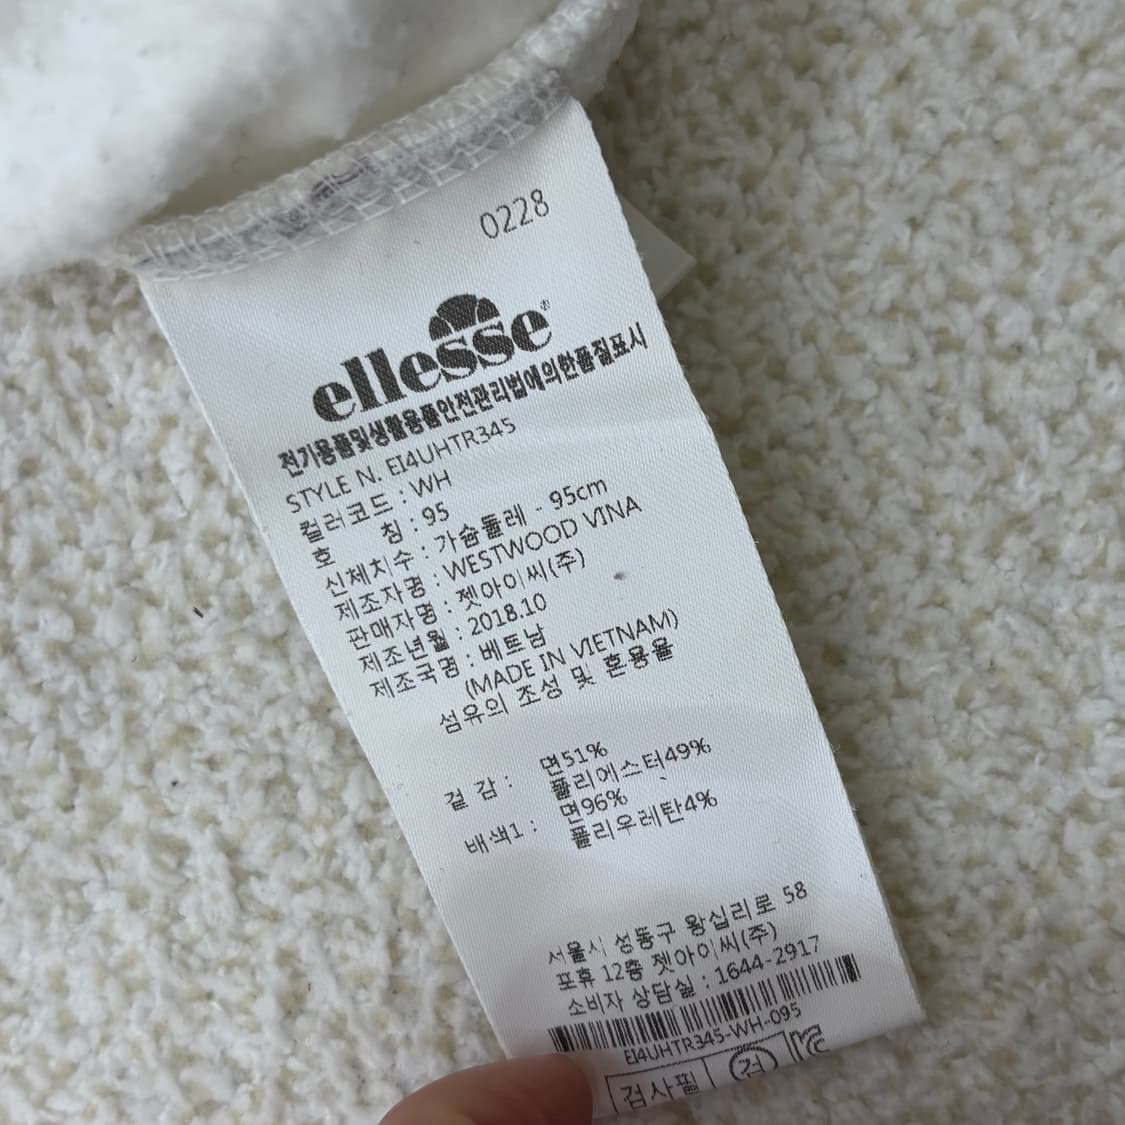 0228
ellesse®
전기용품및생활용품안전관리법에의한품질표시
STYLE N. EI4UHTR345
컬러코드 : WH
호 칭 : 95
신체치수 : 가슴둘레 - 95cm
제조자명 : WESTWOOD VINA
판매자명 : 젯아이씨(주)
제조년월 : 2018.10
제조국명 : 베트남
(MADE IN VIETNAM)
섬유의 조성 및 혼용율
겉감 : 면51%
폴리에스터49%
배색1 : 면96%
폴리우레탄4%
서울시 성동구 왕십리로 58
포휴 12층 젯아이씨(주)
소비자 상담실 : 1644-2917
EI4UHTR345-WH-095
검사필 검